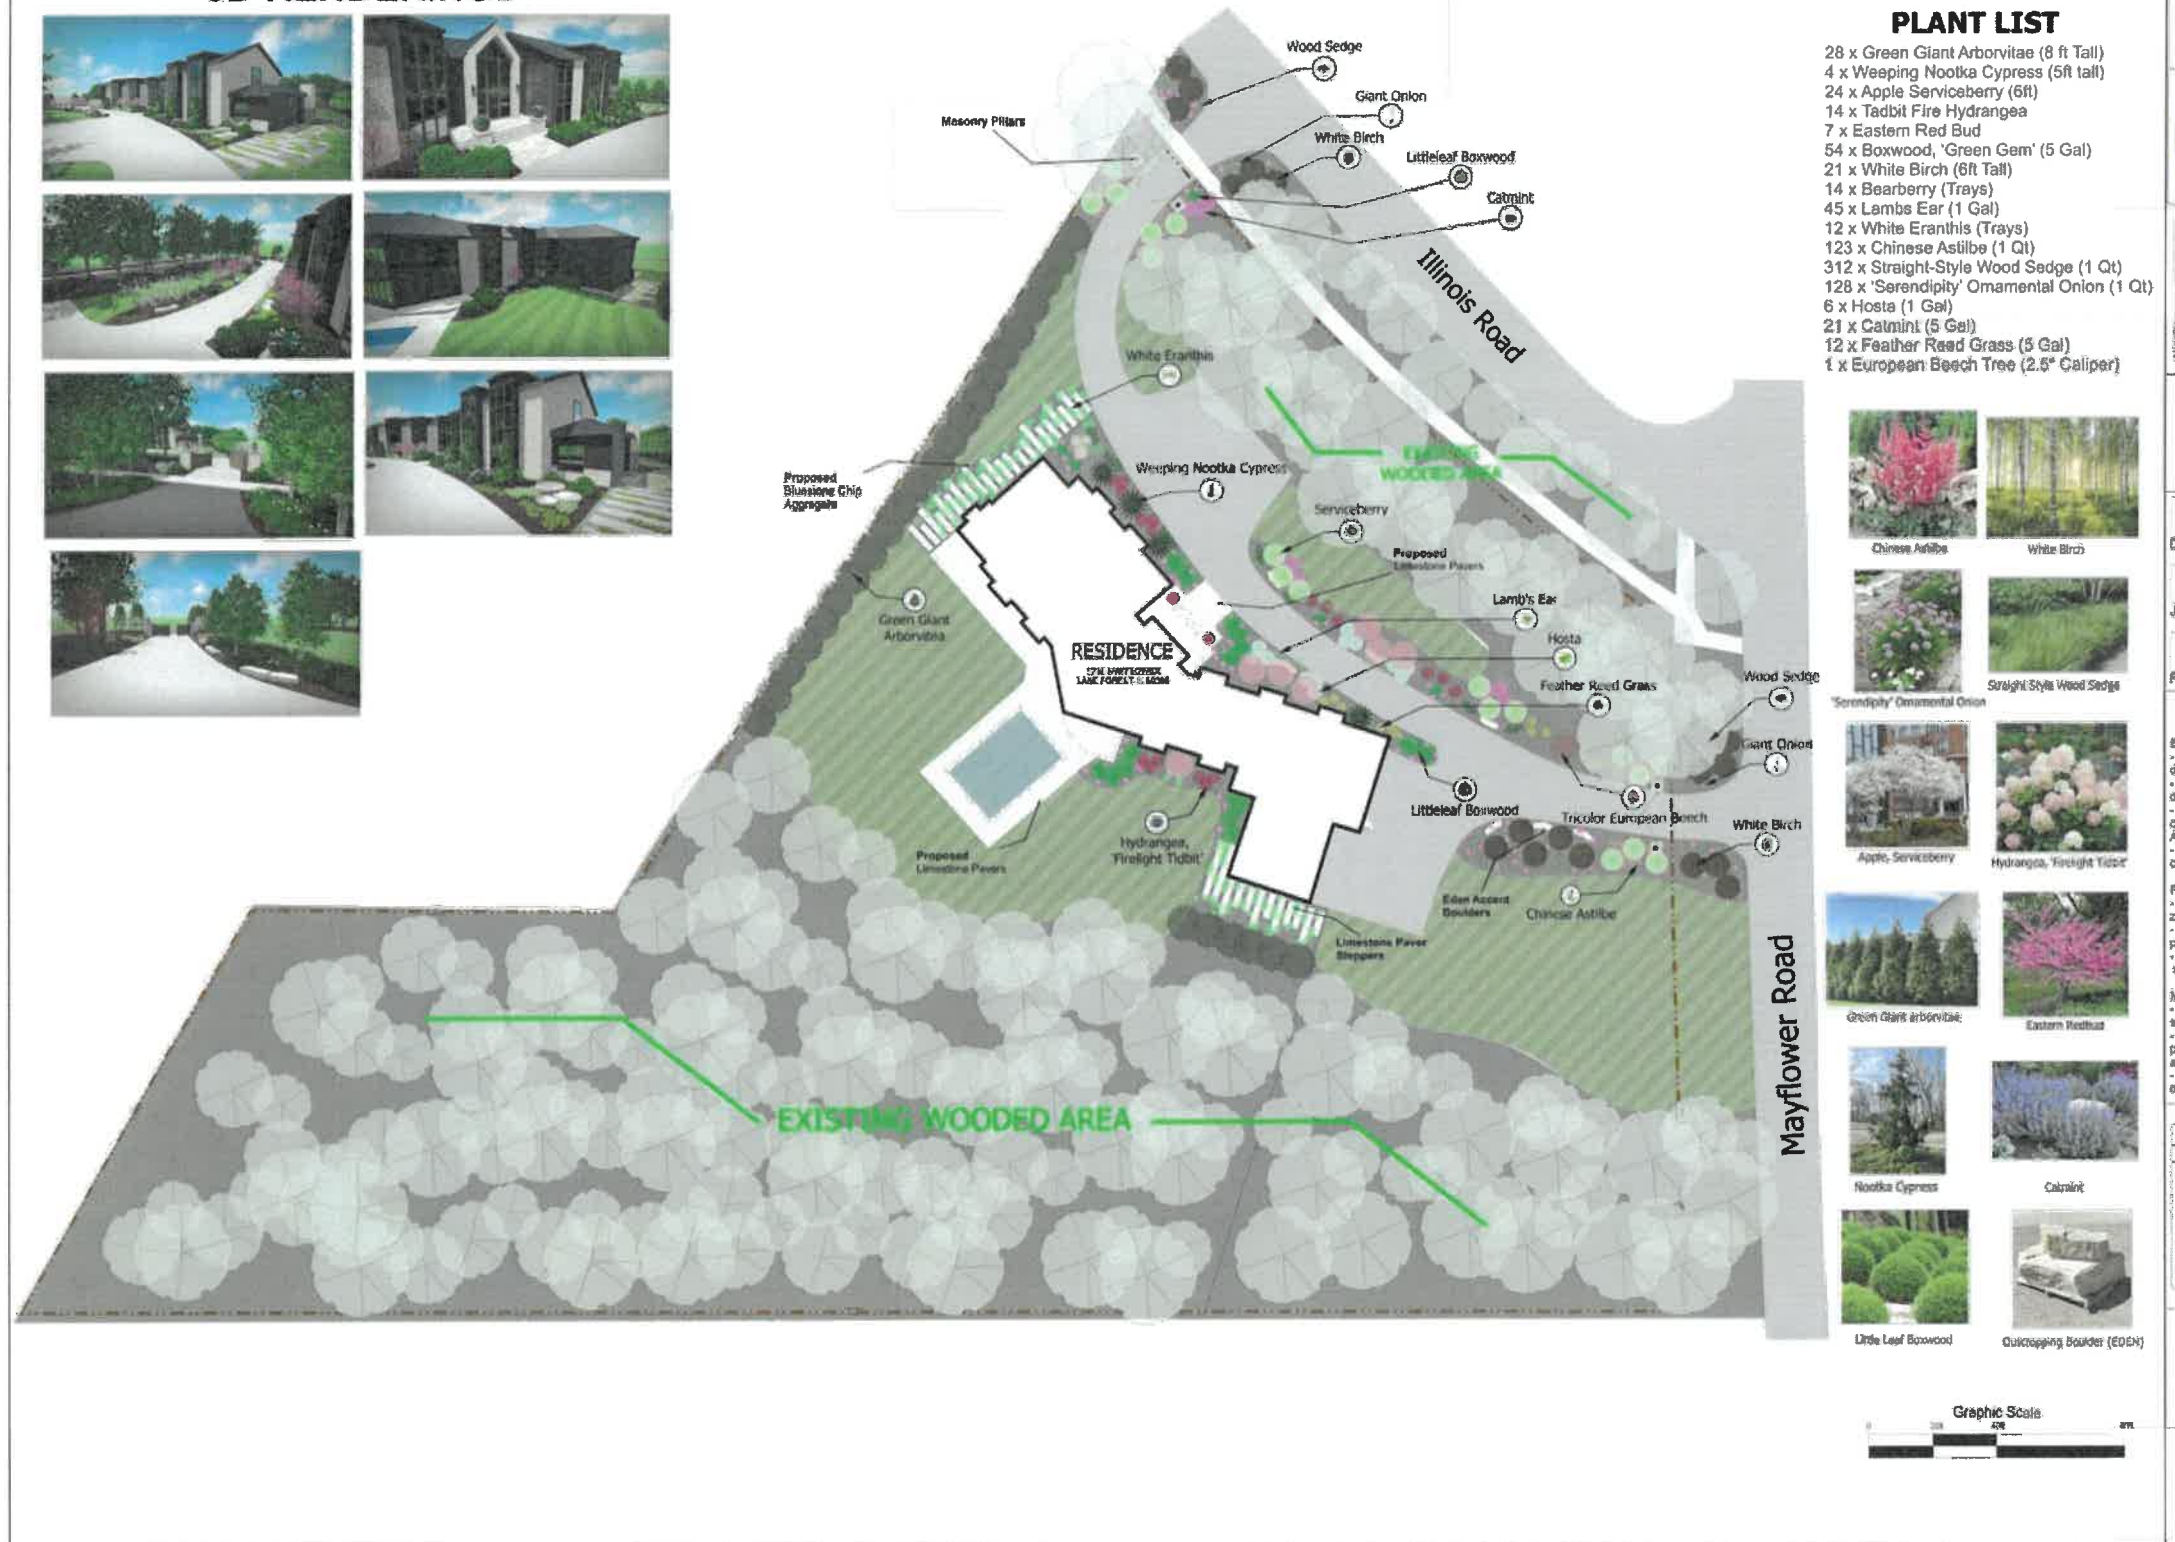 Masonry Pillars
Wood Sedge
Giant Onion
White Birch
Littleleaf Boxwood
Catmint
Illinois Road
White Eranthis
EXISTING
WOODED AREA
Proposed
Bluestone Chip
Aggregate
Weeping Nootka Cypress
Serviceberry
Proposed
Limestone Pavers
Green Giant
Arborvitea
Lamb's Ear
Hosta
RESIDENCE
LAKE FOREST
Feather Reed Grass
Wood Sedge
Giant Onion
Littleleaf Boxwood
Tricolor European Beech
White Birch
Hydrangea,
'Firelight Tidbit'
Proposed
Limestone Pavers
Eden Accent
Boulders
Chinese Astilbe
Limestone Paver
Steppers
EXISTING WOODED AREA
Mayflower Road
PLANT LIST
28 x Green Giant Arborvitae (8 ft Tall)
4 x Weeping Nootka Cypress (5ft tall)
24 x Apple Serviceberry (6ft)
14 x Tadbit Fire Hydrangea
7 x Eastern Red Bud
54 x Boxwood, 'Green Gem' (5 Gal)
21 x White Birch (6ft Tall)
14 x Bearberry (Trays)
45 x Lambs Ear (1 Gal)
12 x White Eranthis (Trays)
123 x Chinese Astilbe (1 Qt)
312 x Straight-Style Wood Sedge (1 Qt)
128 x 'Serendipity' Ornamental Onion (1 Qt)
6 x Hosta (1 Gal)
21 x Catmint (5 Gal)
12 x Feather Reed Grass (5 Gal)
1 x European Beech Tree (2.5" Caliper)
Chinese Astilbe
White Birch
'Serendipity' Ornamental Onion
Straight Style Wood Sedge
Apple, Serviceberry
Hydrangea, 'Firelight Tidbit'
Green Giant arborvitae
Eastern Redbud
Nootka Cypress
Catmint
Little Leaf Boxwood
Outcropping Boulder (EDEN)
Graphic Scale
0